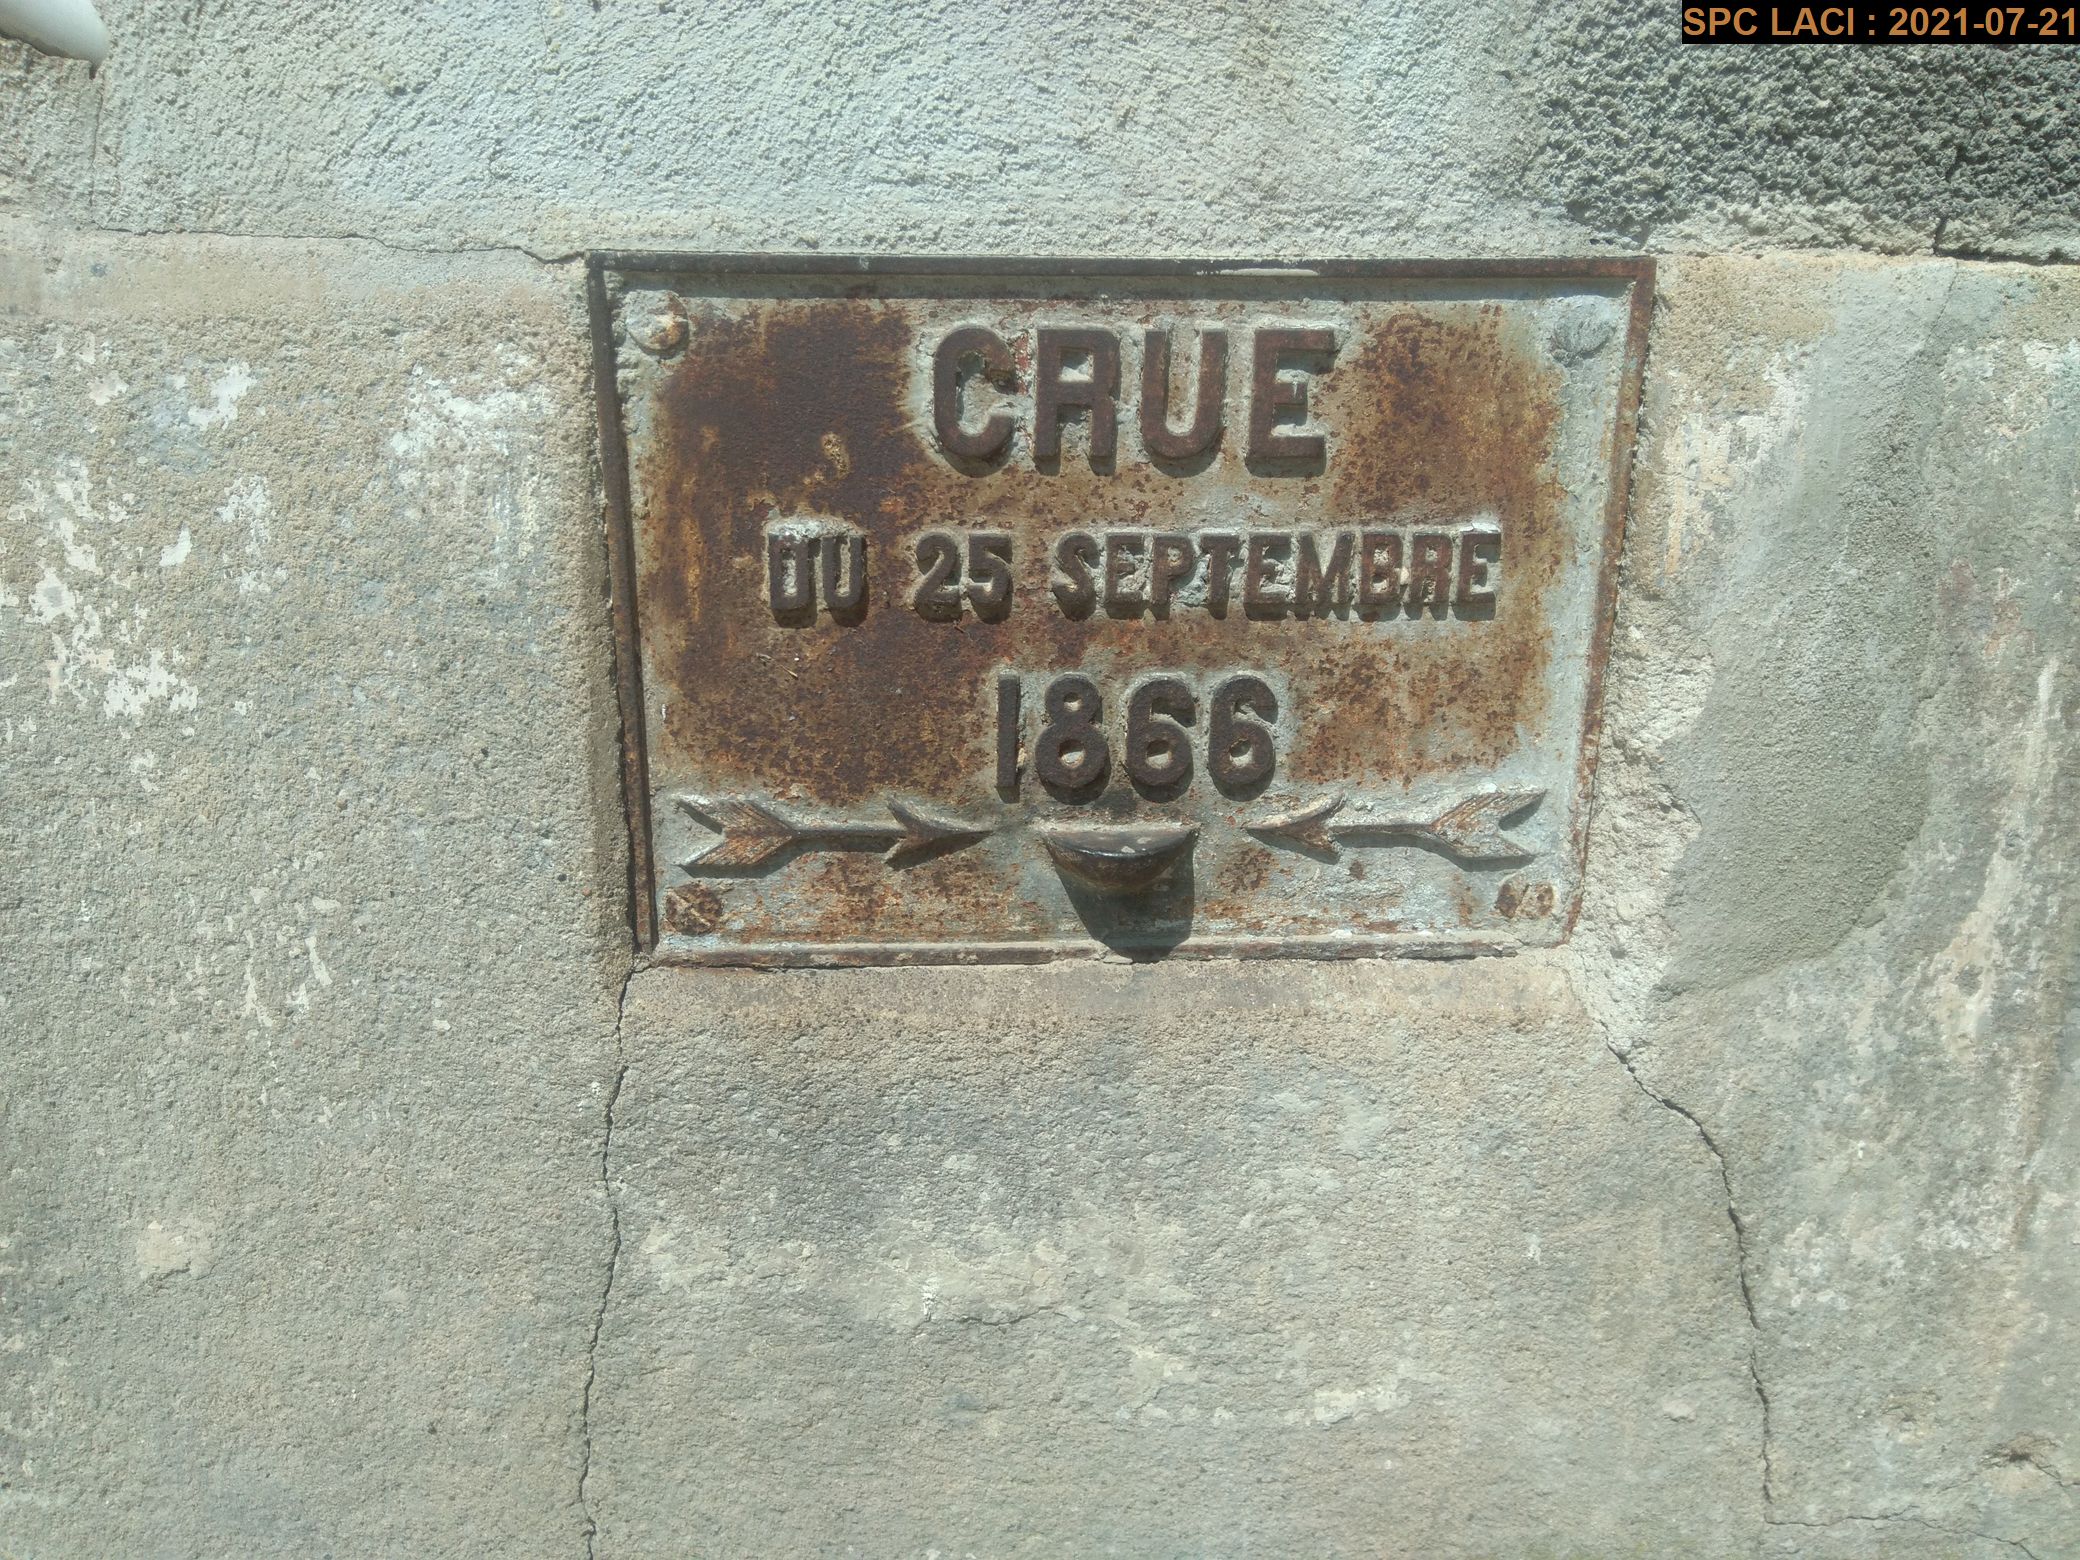 SPC LACI : 2021-07-21
CRUE
DU 25 SEPTEMBRE
1866